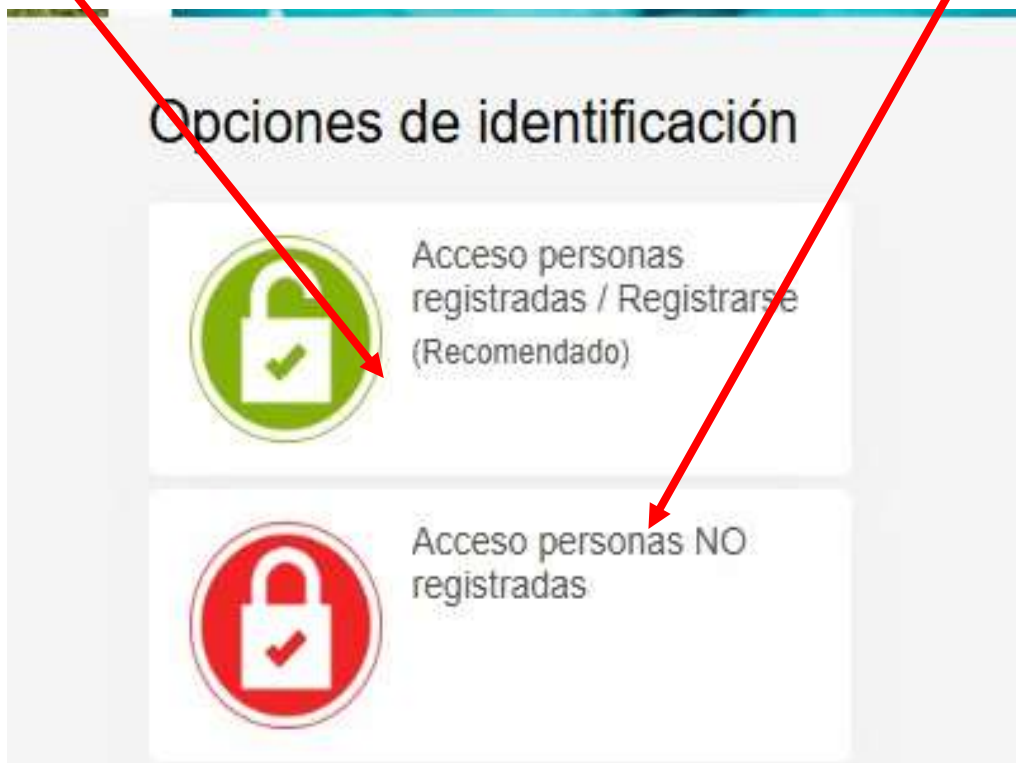 Opciones de identificación
Acceso personas
registradas / Registrarse
(Recomendado)
Acceso personas NO
registradas